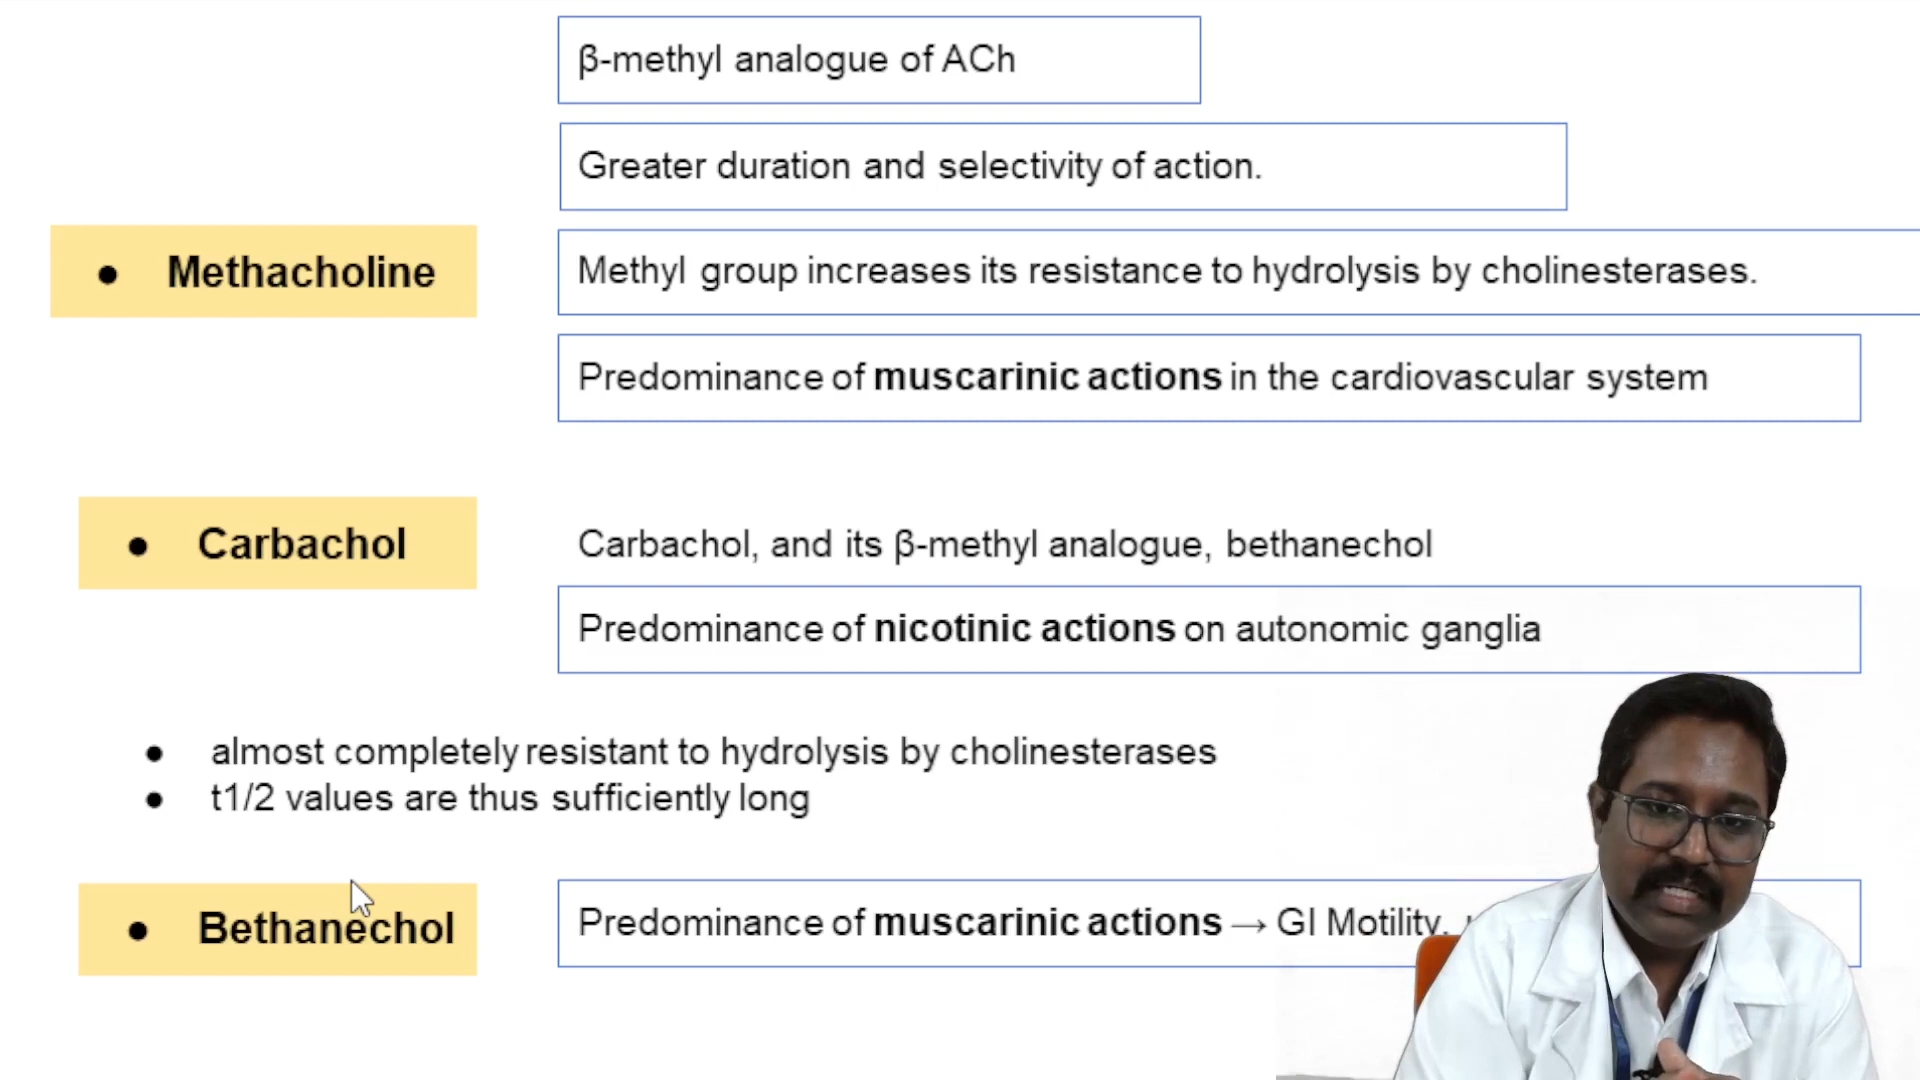 β-methyl analogue of ACh
Greater duration and selectivity of action.
● Methacholine
Methyl group increases its resistance to hydrolysis by cholinesterases.
Predominance of muscarinic actions in the cardiovascular system
● Carbachol
Carbachol, and its β-methyl analogue, bethanechol
Predominance of nicotinic actions on autonomic ganglia
● almost completely resistant to hydrolysis by cholinesterases
● t1/2 values are thus sufficiently long
● Bethanechol
Predominance of muscarinic actions → GI Motility,